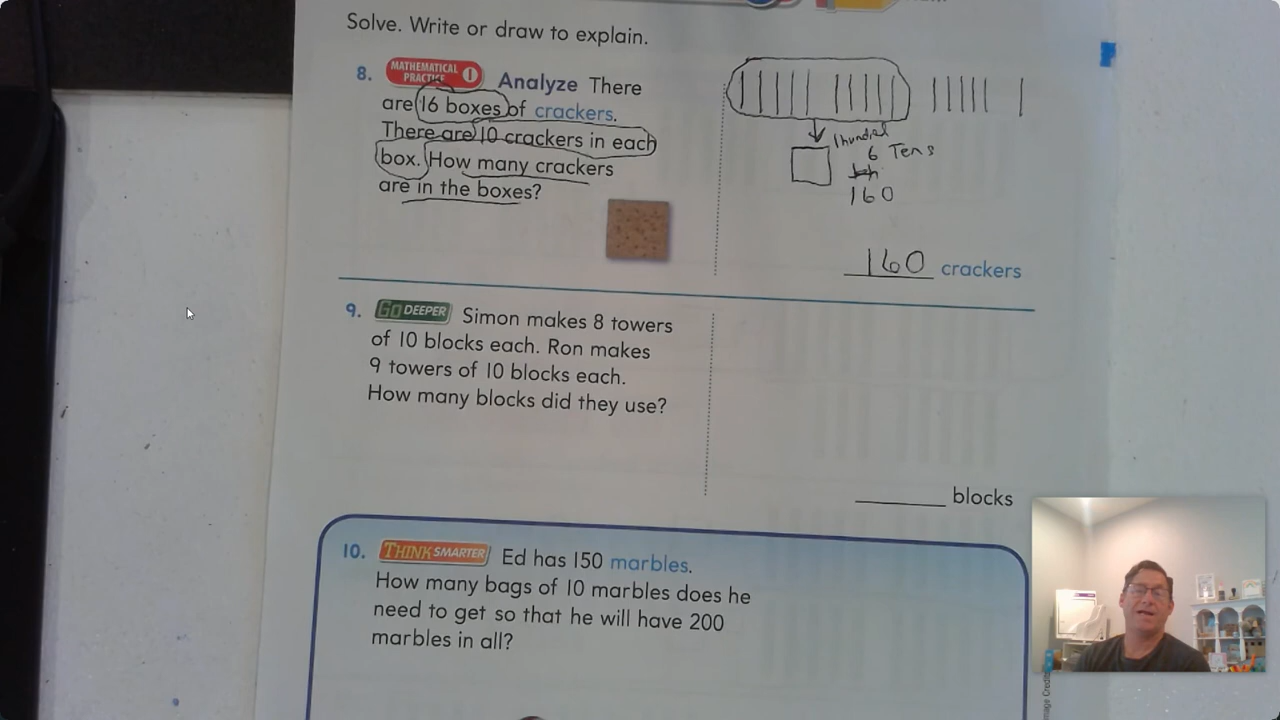 Solve. Write or draw to explain.
8. MATHEMATICAL PRACTICE 1 Analyze There
are 16 boxes of crackers.
There are 10 crackers in each
box. How many crackers
are in the boxes?
1 hundred
6 Tens
160
160 crackers
9. GO DEEPER Simon makes 8 towers
of 10 blocks each. Ron makes
9 towers of 10 blocks each.
How many blocks did they use?
blocks
10. THINK SMARTER Ed has 150 marbles.
How many bags of 10 marbles does he
need to get so that he will have 200
marbles in all?